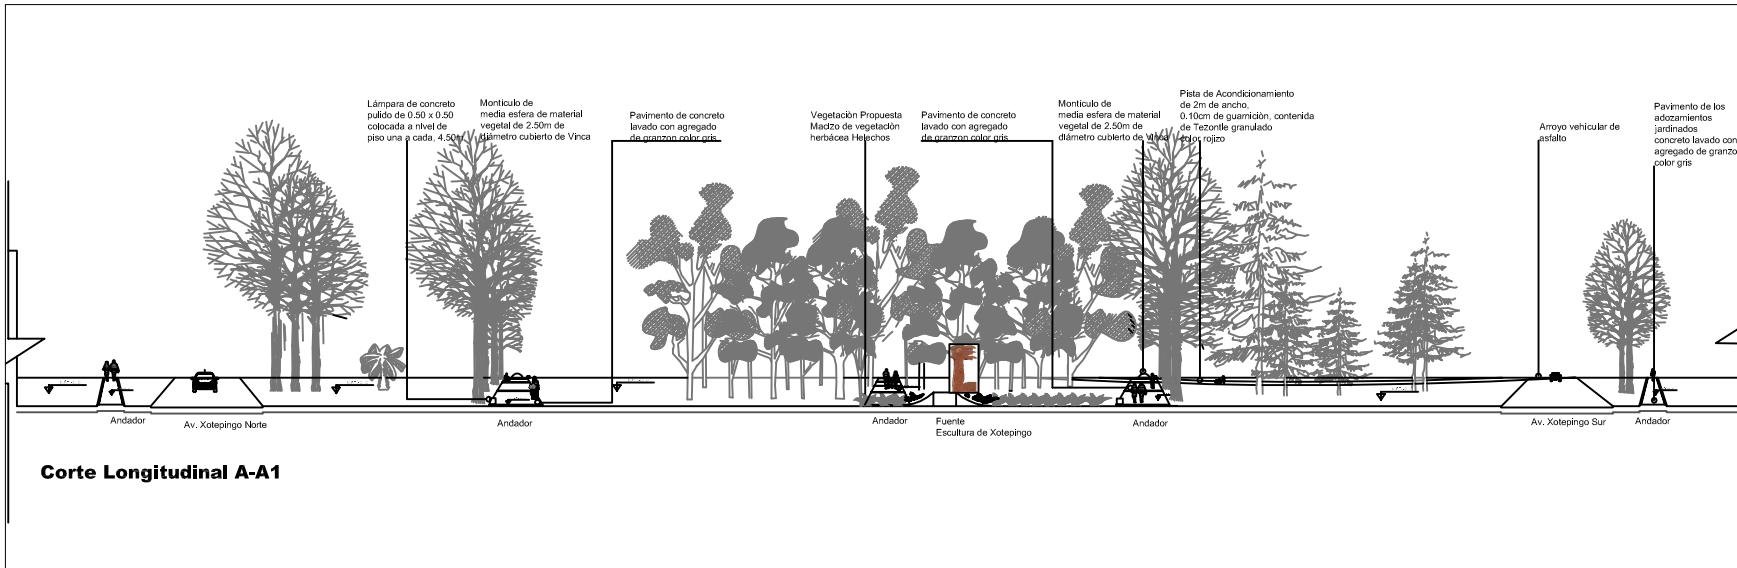 Lámpara de concreto
pulido de 0.50 x 0.50
colocada a nivel de
piso una a cada, 4.50
Montículo de
media esfera de material
vegetal de 2.50m de
diámetro cubierto de Vinca
Pavimento de concreto
lavado con agregado
de granzon color gris
Vegetaciòn Propuesta
Macizo de vegetaciòn
herbácea Helechos
Pavimento de concreto
lavado con agregado
de granzon color gris
Montículo de
media esfera de material
vegetal de 2.50m de
diámetro cubierto de Vinca
Pista de Acondicionamiento
de 2m de ancho,
0.10cm de guarnición, contenida
de Tezontle granulado
color rojizo
Arroyo vehicular de
asfalto
Pavimento de los
adozamientos
jardinados
concreto lavado con
agregado de granzo
color gris
Andador
Av. Xotepingo Norte
Andador
Andador
Fuente
Escultura de Xotepingo
Andador
Av. Xotepingo Sur
Andador
Corte Longitudinal A-A1